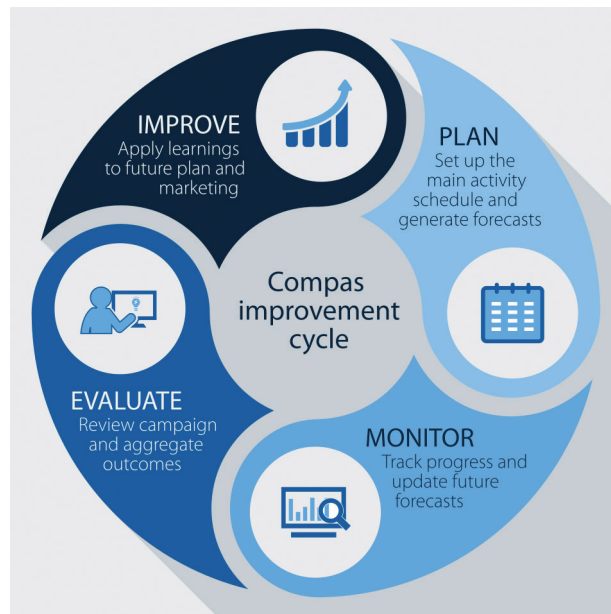 Compas
improvement
cycle
PLAN
Set up the
main activity
schedule and
generate forecasts
MONITOR
Track progress and
update future
forecasts
EVALUATE
Review campaign
and aggregate
outcomes
IMPROVE
Apply learnings
to future plan and
marketing